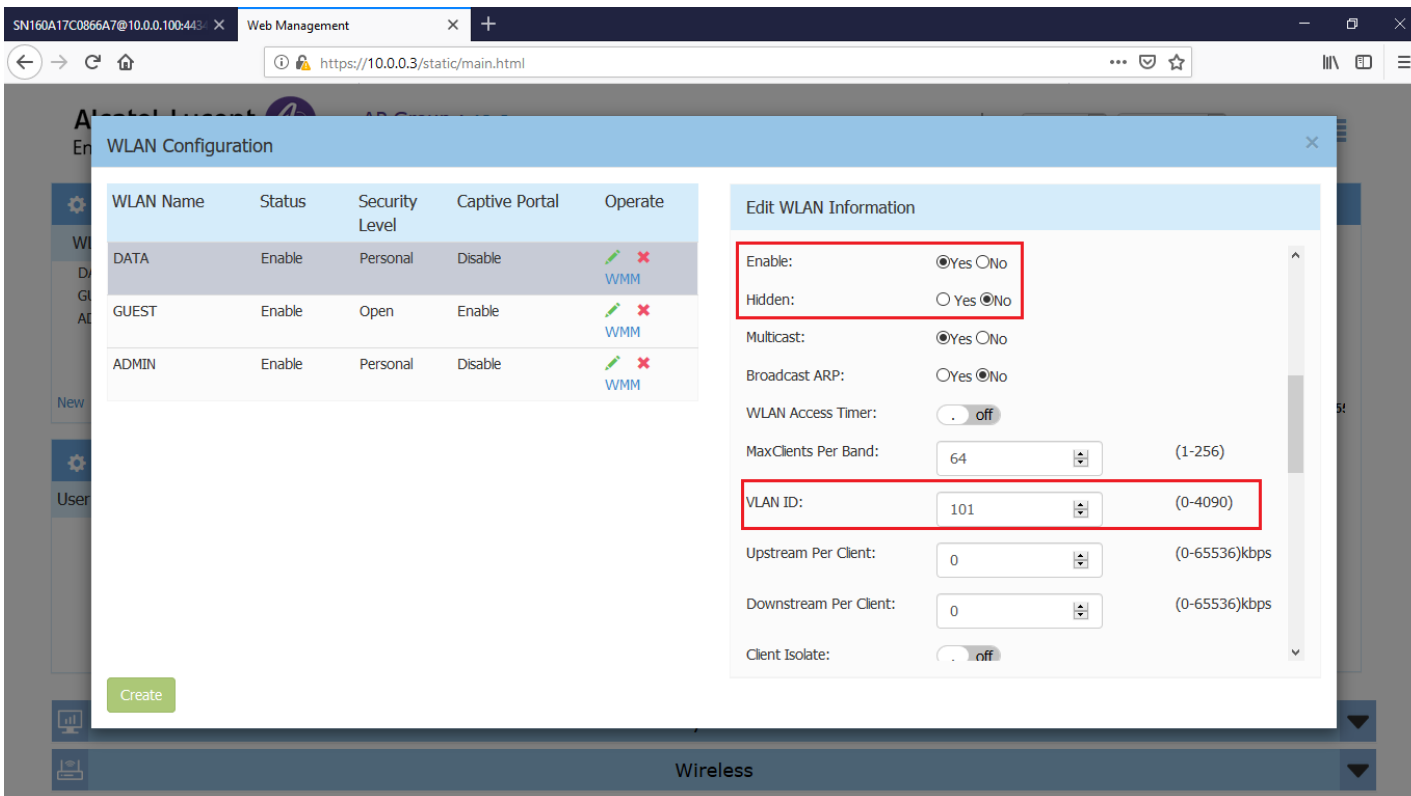 SN160A17C0866A7@10.0.0.100:443
Web Management
https://10.0.0.3/static/main.html
WLAN Configuration
WLAN Name Status Security Level Captive Portal Operate
DATA Enable Personal Disable
WMM
GUEST Enable Open Enable
WMM
ADMIN Enable Personal Disable
WMM
Create
Edit WLAN Information
Enable: Yes No
Hidden: Yes No
Multicast: Yes No
Broadcast ARP: Yes No
WLAN Access Timer: off
MaxClients Per Band: 64 (1-256)
VLAN ID: 101 (0-4090)
Upstream Per Client: 0 (0-65536)kbps
Downstream Per Client: 0 (0-65536)kbps
Client Isolate: off
New
User
Wireless